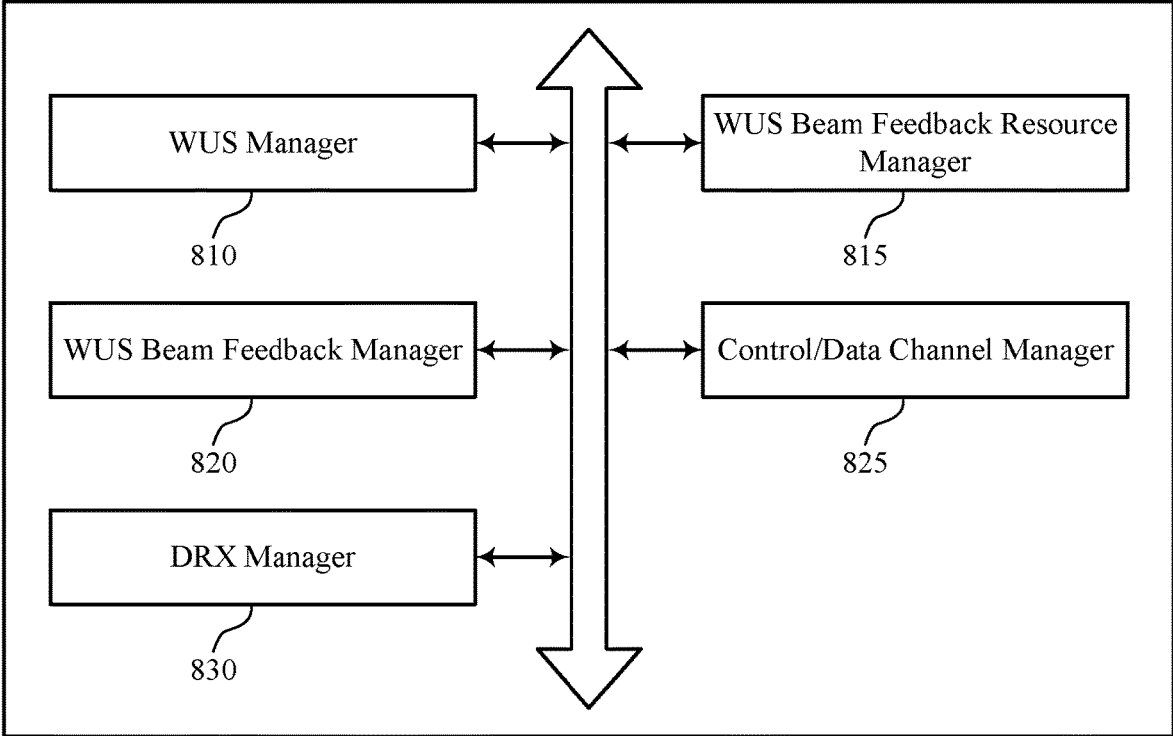 WUS Manager
810
WUS Beam Feedback Resource
Manager
815
WUS Beam Feedback Manager
820
Control/Data Channel Manager
825
DRX Manager
830